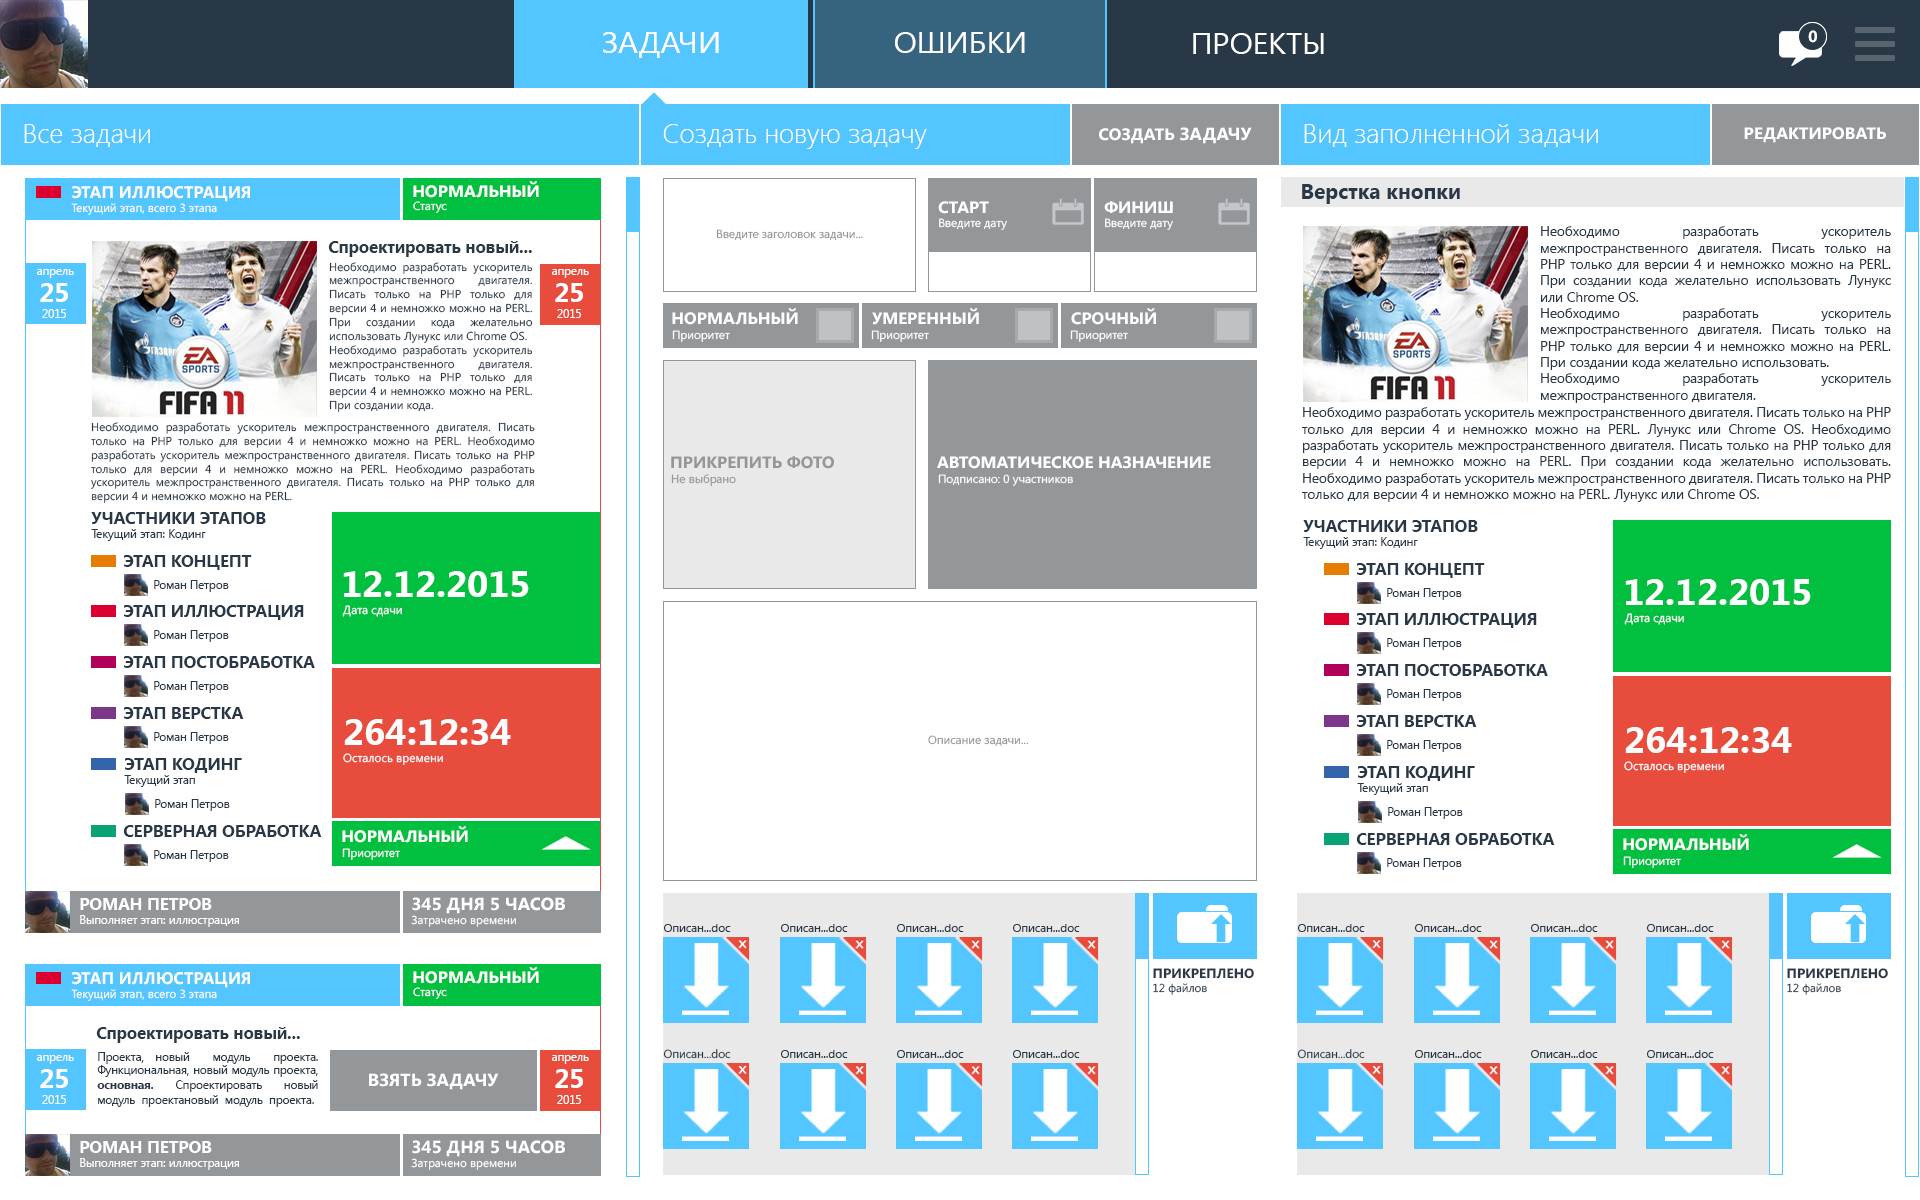 ЗАДАЧИ
ОШИБКИ
ПРОЕКТЫ
0
Все задачи
ЭТАП ИЛЛЮСТРАЦИЯ
Текущий этап, всего 3 этапа
НОРМАЛЬНЫЙ
Статус
апрель
25
2015
EA
SPORTS
FIFA 11
Спроектировать новый...
Необходимо разработать ускоритель
межпространственного двигателя.
Писать только на PHP только для
версии 4 и немножко можно на PERL.
При создании кода желательно
использовать Лунукс или Chrome OS.
Необходимо разработать ускоритель
межпространственного двигателя.
Писать только на PHP только для
версии 4 и немножко можно на PERL.
При создании кода.
апрель
25
2015
Необходимо разработать ускоритель межпространственного двигателя. Писать
только на PHP только для версии 4 и немножко можно на PERL. Необходимо
разработать ускоритель межпространственного двигателя. Писать только на PHP
только для версии 4 и немножко можно на PERL. Необходимо разработать
ускоритель межпространственного двигателя. Писать только на PHP только для
версии 4 и немножко можно на PERL.
УЧАСТНИКИ ЭТАПОВ
Текущий этап: Кодинг
ЭТАП КОНЦЕПТ
Роман Петров
ЭТАП ИЛЛЮСТРАЦИЯ
Роман Петров
ЭТАП ПОСТОБРАБОТКА
Роман Петров
ЭТАП ВЕРСТКА
Роман Петров
ЭТАП КОДИНГ
Текущий этап
Роман Петров
СЕРВЕРНАЯ ОБРАБОТКА
Роман Петров
12.12.2015
Дата сдачи
264:12:34
Осталось времени
НОРМАЛЬНЫЙ
Приоритет
РОМАН ПЕТРОВ
Выполняет этап: иллюстрация
345 ДНЯ 5 ЧАСОВ
Затрачено времени
ЭТАП ИЛЛЮСТРАЦИЯ
Текущий этап, всего 3 этапа
НОРМАЛЬНЫЙ
Статус
апрель
25
2015
Спроектировать новый...
Проекта, новый модуль проекта.
Функциональная, новый модуль проекта,
основная. Спроектировать новый
модуль проектановый модуль проекта.
ВЗЯТЬ ЗАДАЧУ
апрель
25
2015
РОМАН ПЕТРОВ
Выполняет этап: иллюстрация
345 ДНЯ 5 ЧАСОВ
Затрачено времени
Создать новую задачу
СОЗДАТЬ ЗАДАЧУ
Введите заголовок задачи...
СТАРТ
Введите дату
ФИНИШ
Введите дату
НОРМАЛЬНЫЙ
Приоритет
УМЕРЕННЫЙ
Приоритет
СРОЧНЫЙ
Приоритет
ПРИКРЕПИТЬ ФОТО
Не выбрано
АВТОМАТИЧЕСКОЕ НАЗНАЧЕНИЕ
Подписано: 0 участников
Описание задачи...
Описан...doc Описан...doc Описан...doc Описан...doc
x x x x
Описан...doc Описан...doc Описан...doc Описан...doc
x x x x
ПРИКРЕПЛЕНО
12 файлов
Вид заполненной задачи
РЕДАКТИРОВАТЬ
Верстка кнопки
EA
SPORTS
FIFA 11
Необходимо разработать ускоритель
межпространственного двигателя. Писать только на
PHP только для версии 4 и немножко можно на PERL.
При создании кода желательно использовать Лунукс
или Chrome OS.
Необходимо разработать ускоритель
межпространственного двигателя. Писать только на
PHP только для версии 4 и немножко можно на PERL.
При создании кода желательно использовать.
Необходимо разработать ускоритель
межпространственного двигателя.
Необходимо разработать ускоритель межпространственного двигателя. Писать только на PHP
только для версии 4 и немножко можно на PERL. Лунукс или Chrome OS. Необходимо
разработать ускоритель межпространственного двигателя. Писать только на PHP только для
версии 4 и немножко можно на PERL. При создании кода желательно использовать.
Необходимо разработать ускоритель межпространственного двигателя. Писать только на PHP
только для версии 4 и немножко можно на PERL. Лунукс или Chrome OS.
УЧАСТНИКИ ЭТАПОВ
Текущий этап: Кодинг
ЭТАП КОНЦЕПТ
Роман Петров
ЭТАП ИЛЛЮСТРАЦИЯ
Роман Петров
ЭТАП ПОСТОБРАБОТКА
Роман Петров
ЭТАП ВЕРСТКА
Роман Петров
ЭТАП КОДИНГ
Текущий этап
Роман Петров
СЕРВЕРНАЯ ОБРАБОТКА
Роман Петров
12.12.2015
Дата сдачи
264:12:34
Осталось времени
НОРМАЛЬНЫЙ
Приоритет
Описан...doc Описан...doc Описан...doc Описан...doc
x x x x
Описан...doc Описан...doc Описан...doc Описан...doc
x x x x
ПРИКРЕПЛЕНО
12 файлов